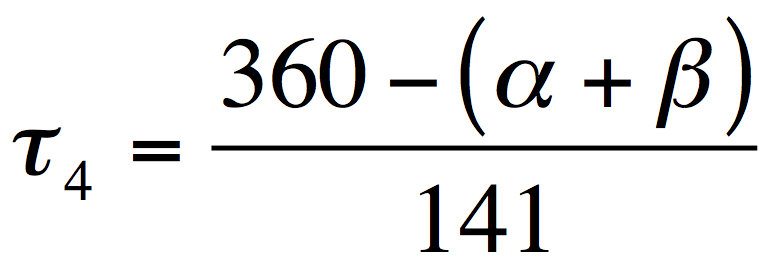 τ₄ = (360 − (α + β)) / 141